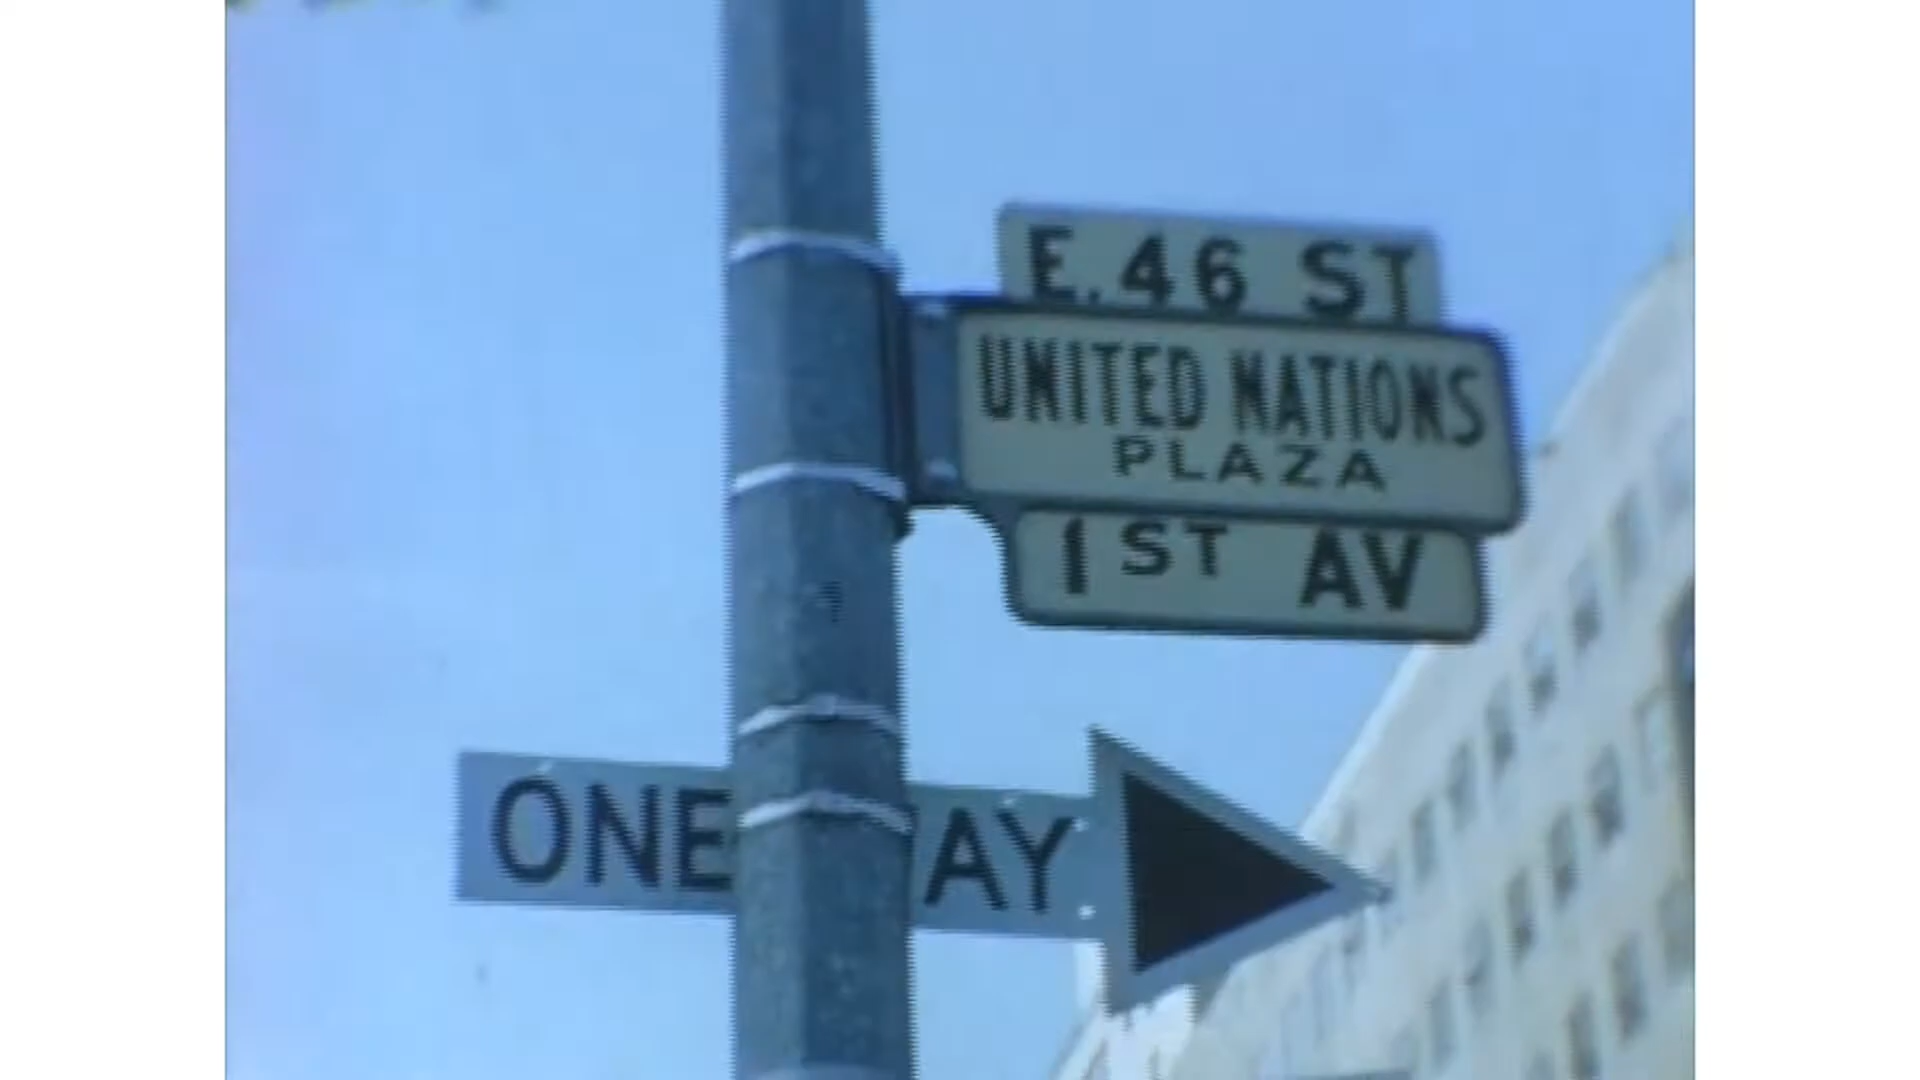 E. 46 ST
UNITED NATIONS
PLAZA
1ST AV
ONE AY